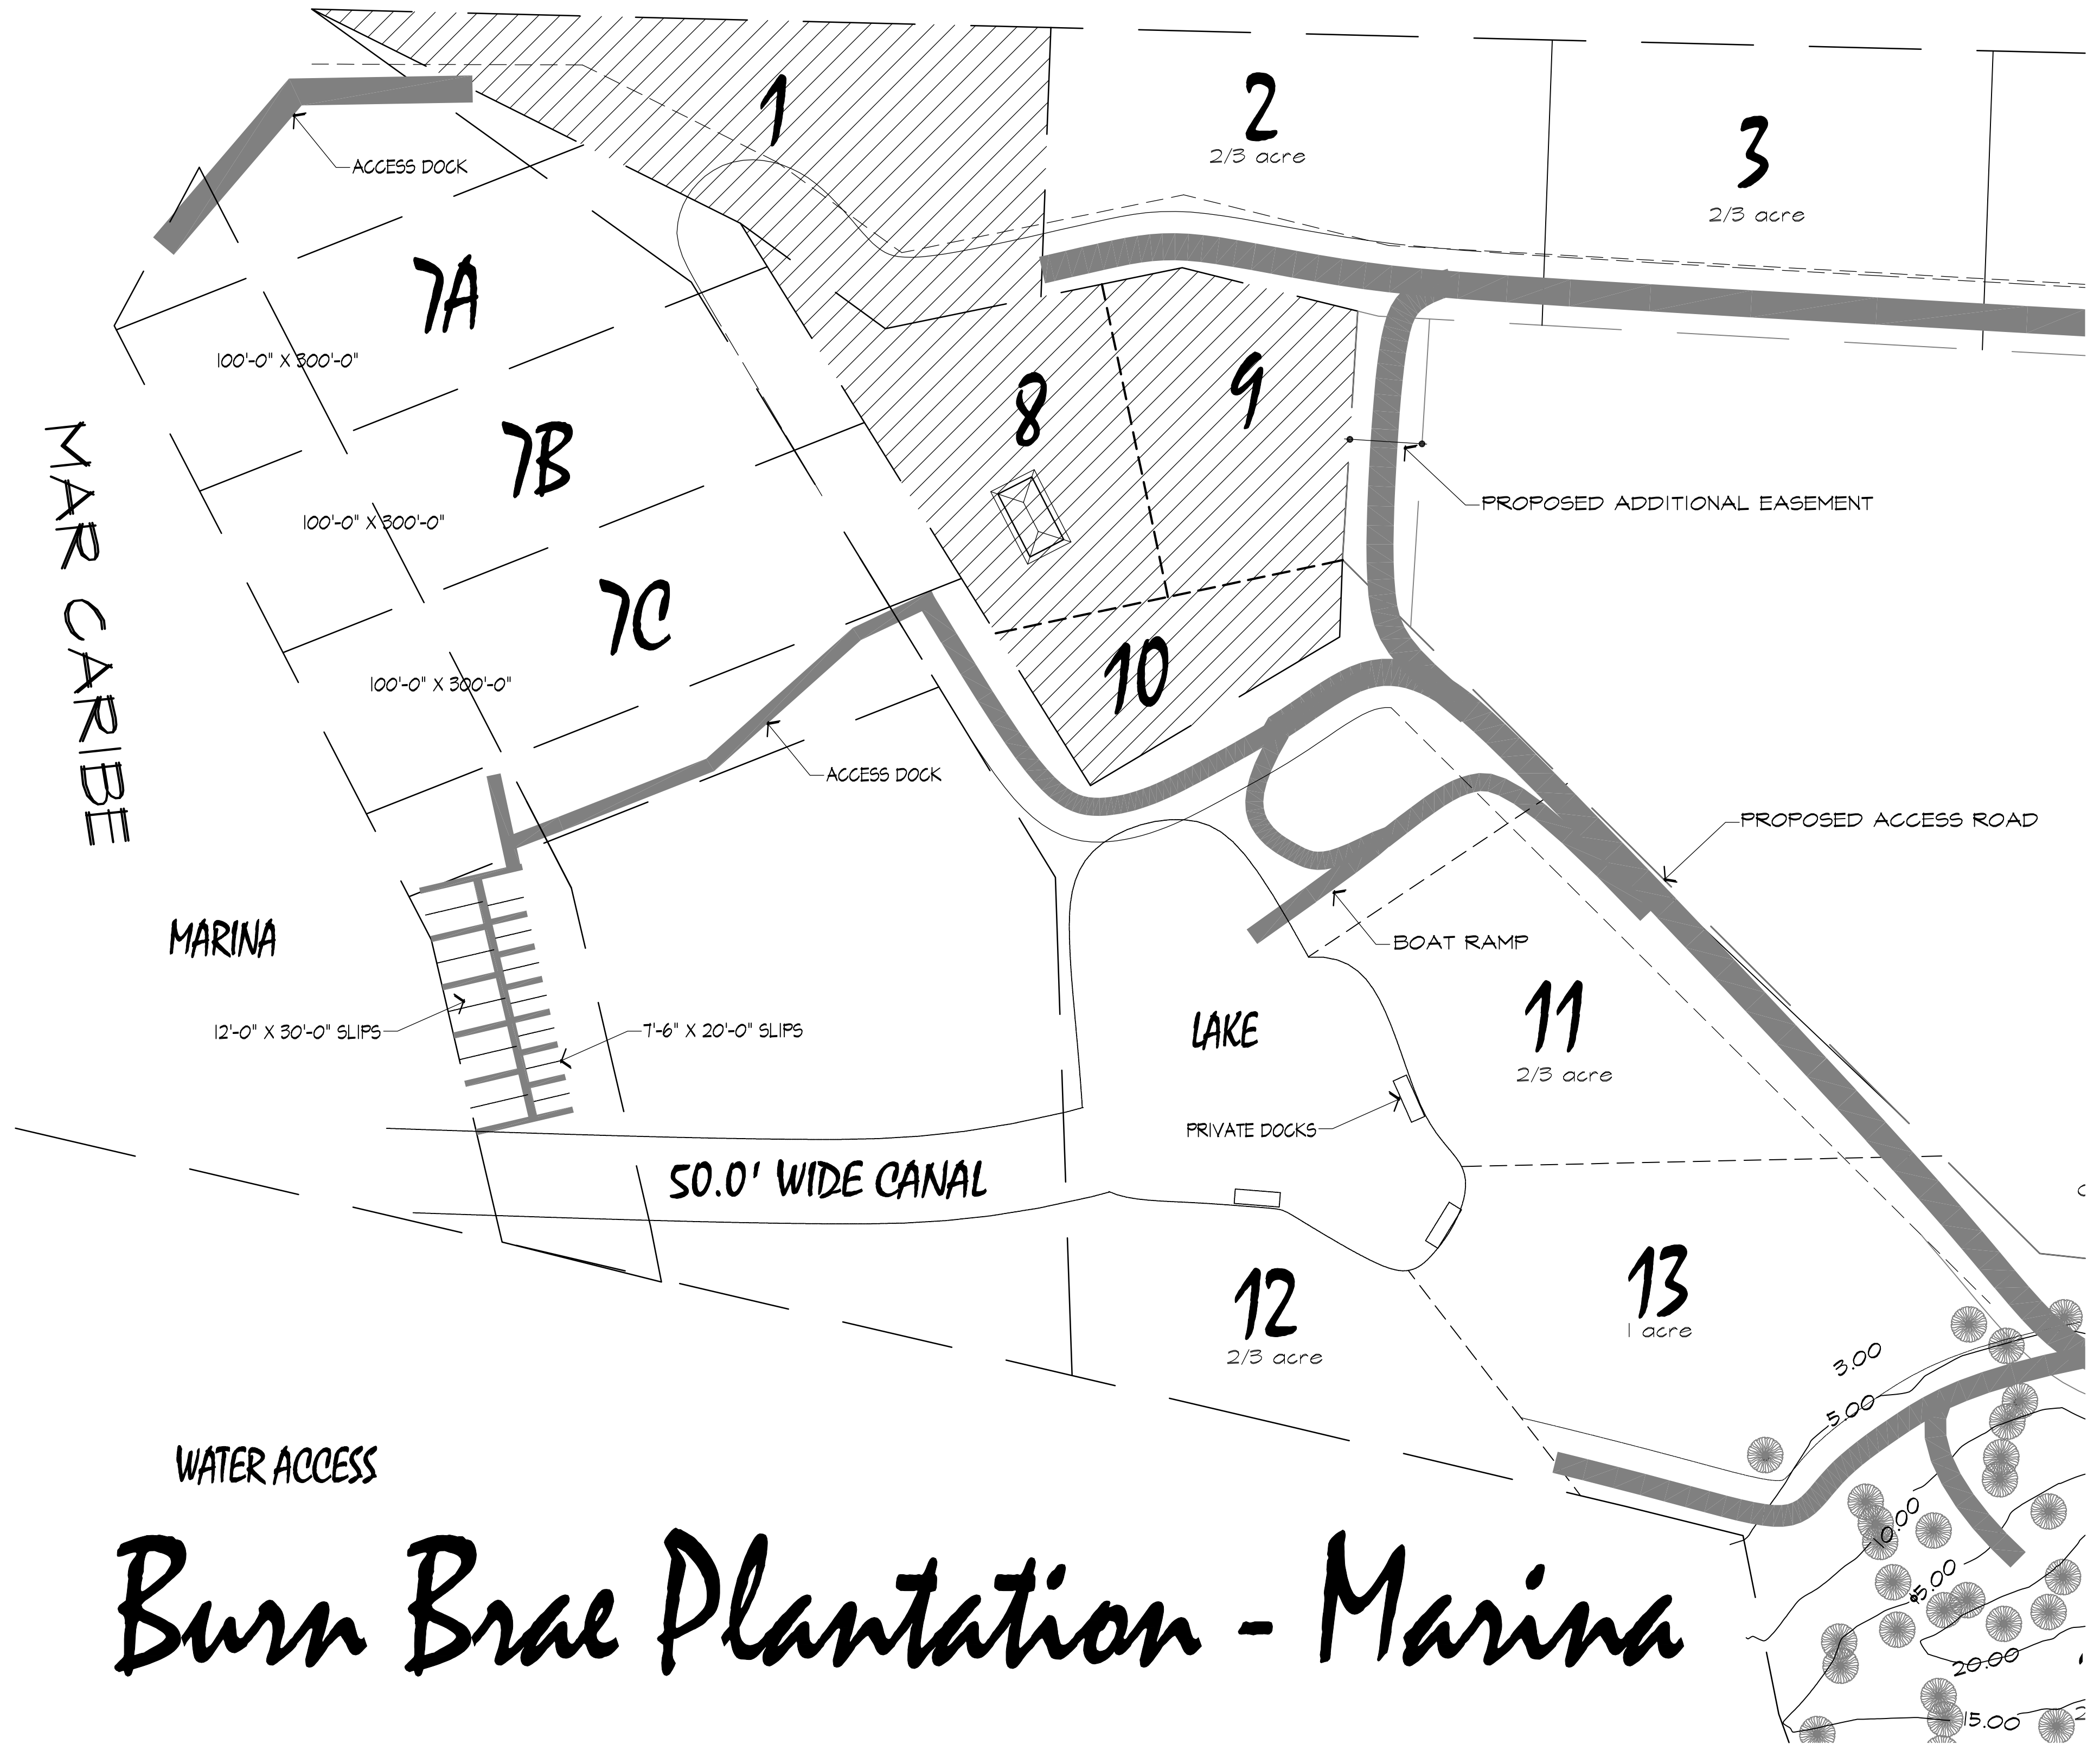 1
2
2/3 acre
3
2/3 acre
ACCESS DOCK
7A
100'-0" X 300'-0"
8
9
7B
100'-0" X 300'-0"
PROPOSED ADDITIONAL EASEMENT
MAR CARIBE
7C
100'-0" X 300'-0"
10
ACCESS DOCK
PROPOSED ACCESS ROAD
MARINA
BOAT RAMP
12'-0" X 30'-0" SLIPS
7'-6" X 20'-0" SLIPS
LAKE
11
2/3 acre
PRIVATE DOCKS
50.0' WIDE CANAL
12
2/3 acre
13
1 acre
3.00
5.00
WATER ACCESS
10.00
15.00
20.00
15.00
Burn Brae Plantation - Marina